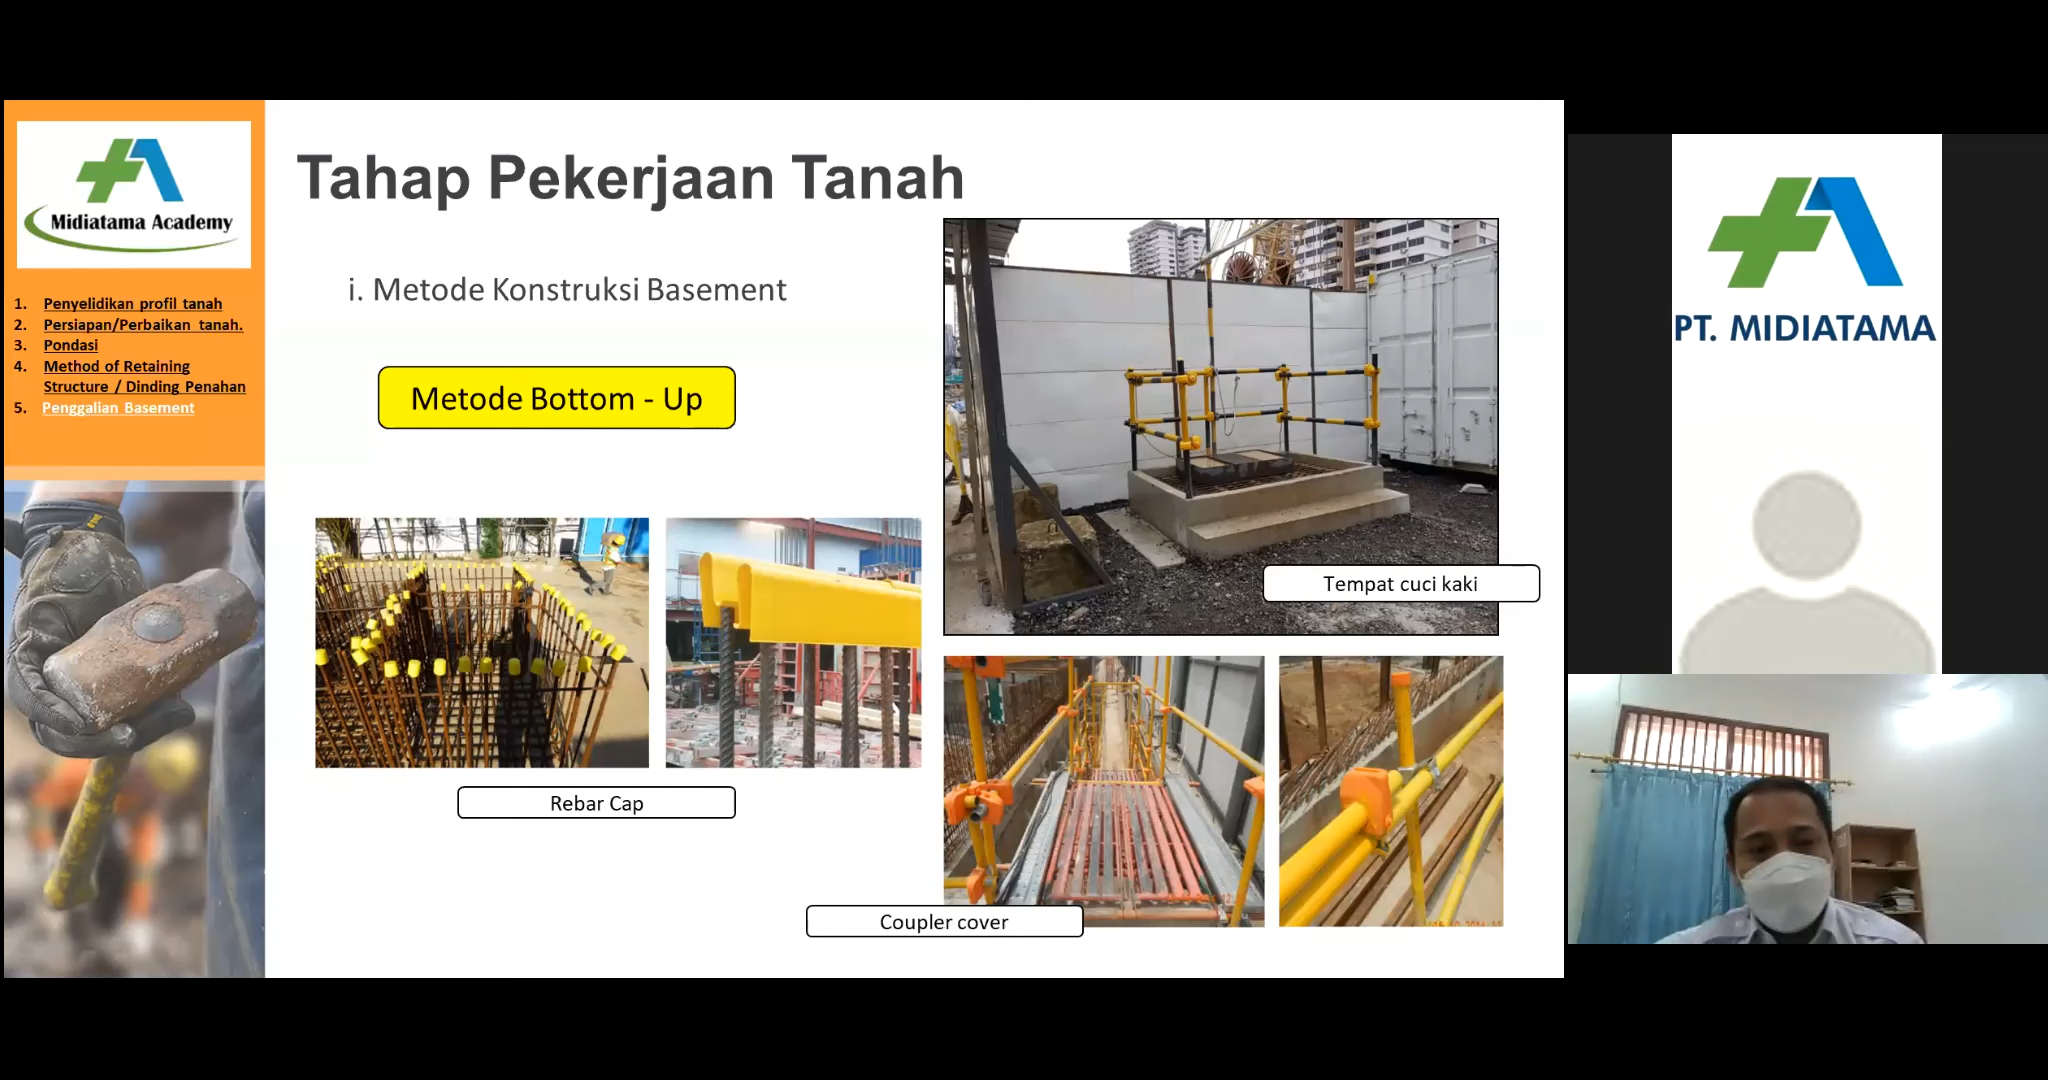 Midiatama Academy
1. Penyelidikan profil tanah
2. Persiapan/Perbaikan tanah.
3. Pondasi
4. Method of Retaining
Structure / Dinding Penahan
5. Penggalian Basement
Tahap Pekerjaan Tanah
i. Metode Konstruksi Basement
Metode Bottom - Up
Tempat cuci kaki
Rebar Cap
Coupler cover
PT. MIDIATAMA